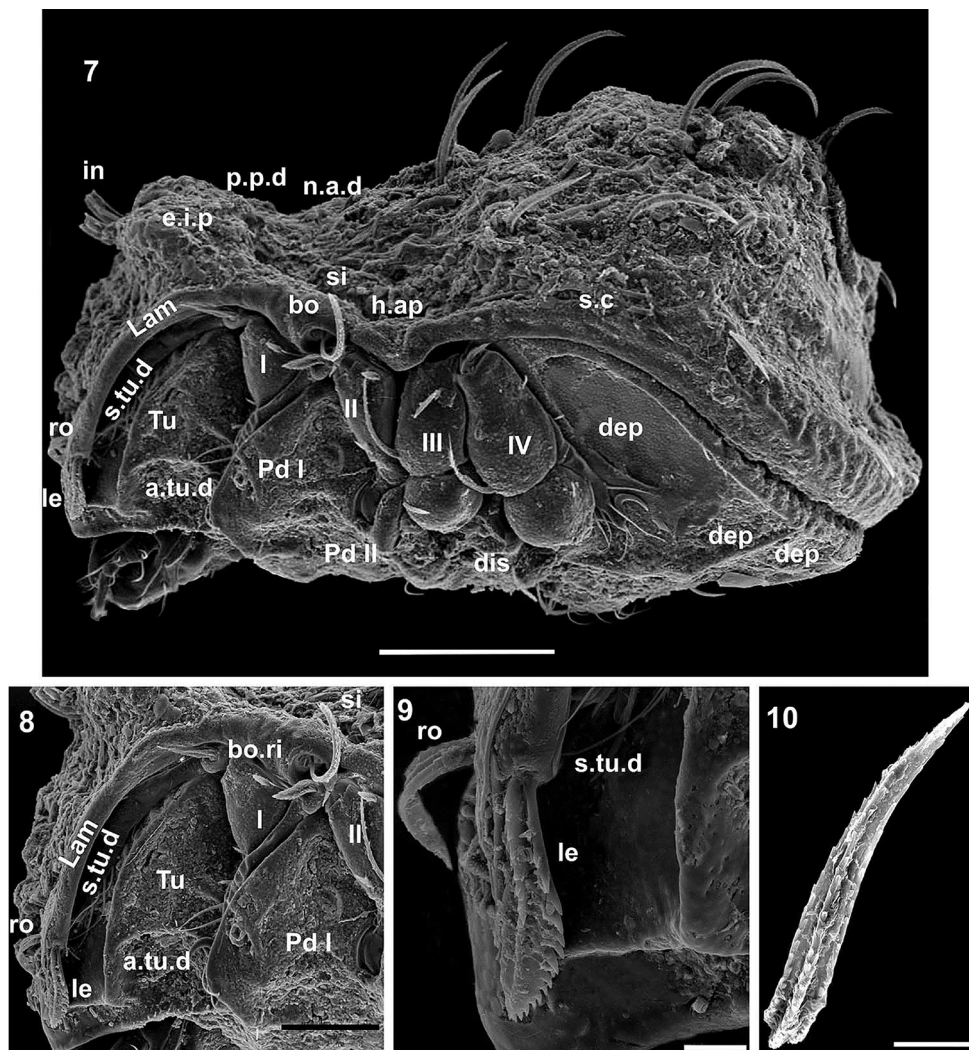 7
in
p.p.d
n.a.d
e.i.p
si
bo
h.ap
s.c
Lam
s.tu.d
I
II
Tu
III
IV
dep
ro
Pd I
a.tu.d
le
Pd II
dis
dep
dep
8
si
bo.ri
Lam
I
II
s.tu.d
Tu
ro
Pd I
a.tu.d
le
9
ro
s.tu.d
le
10